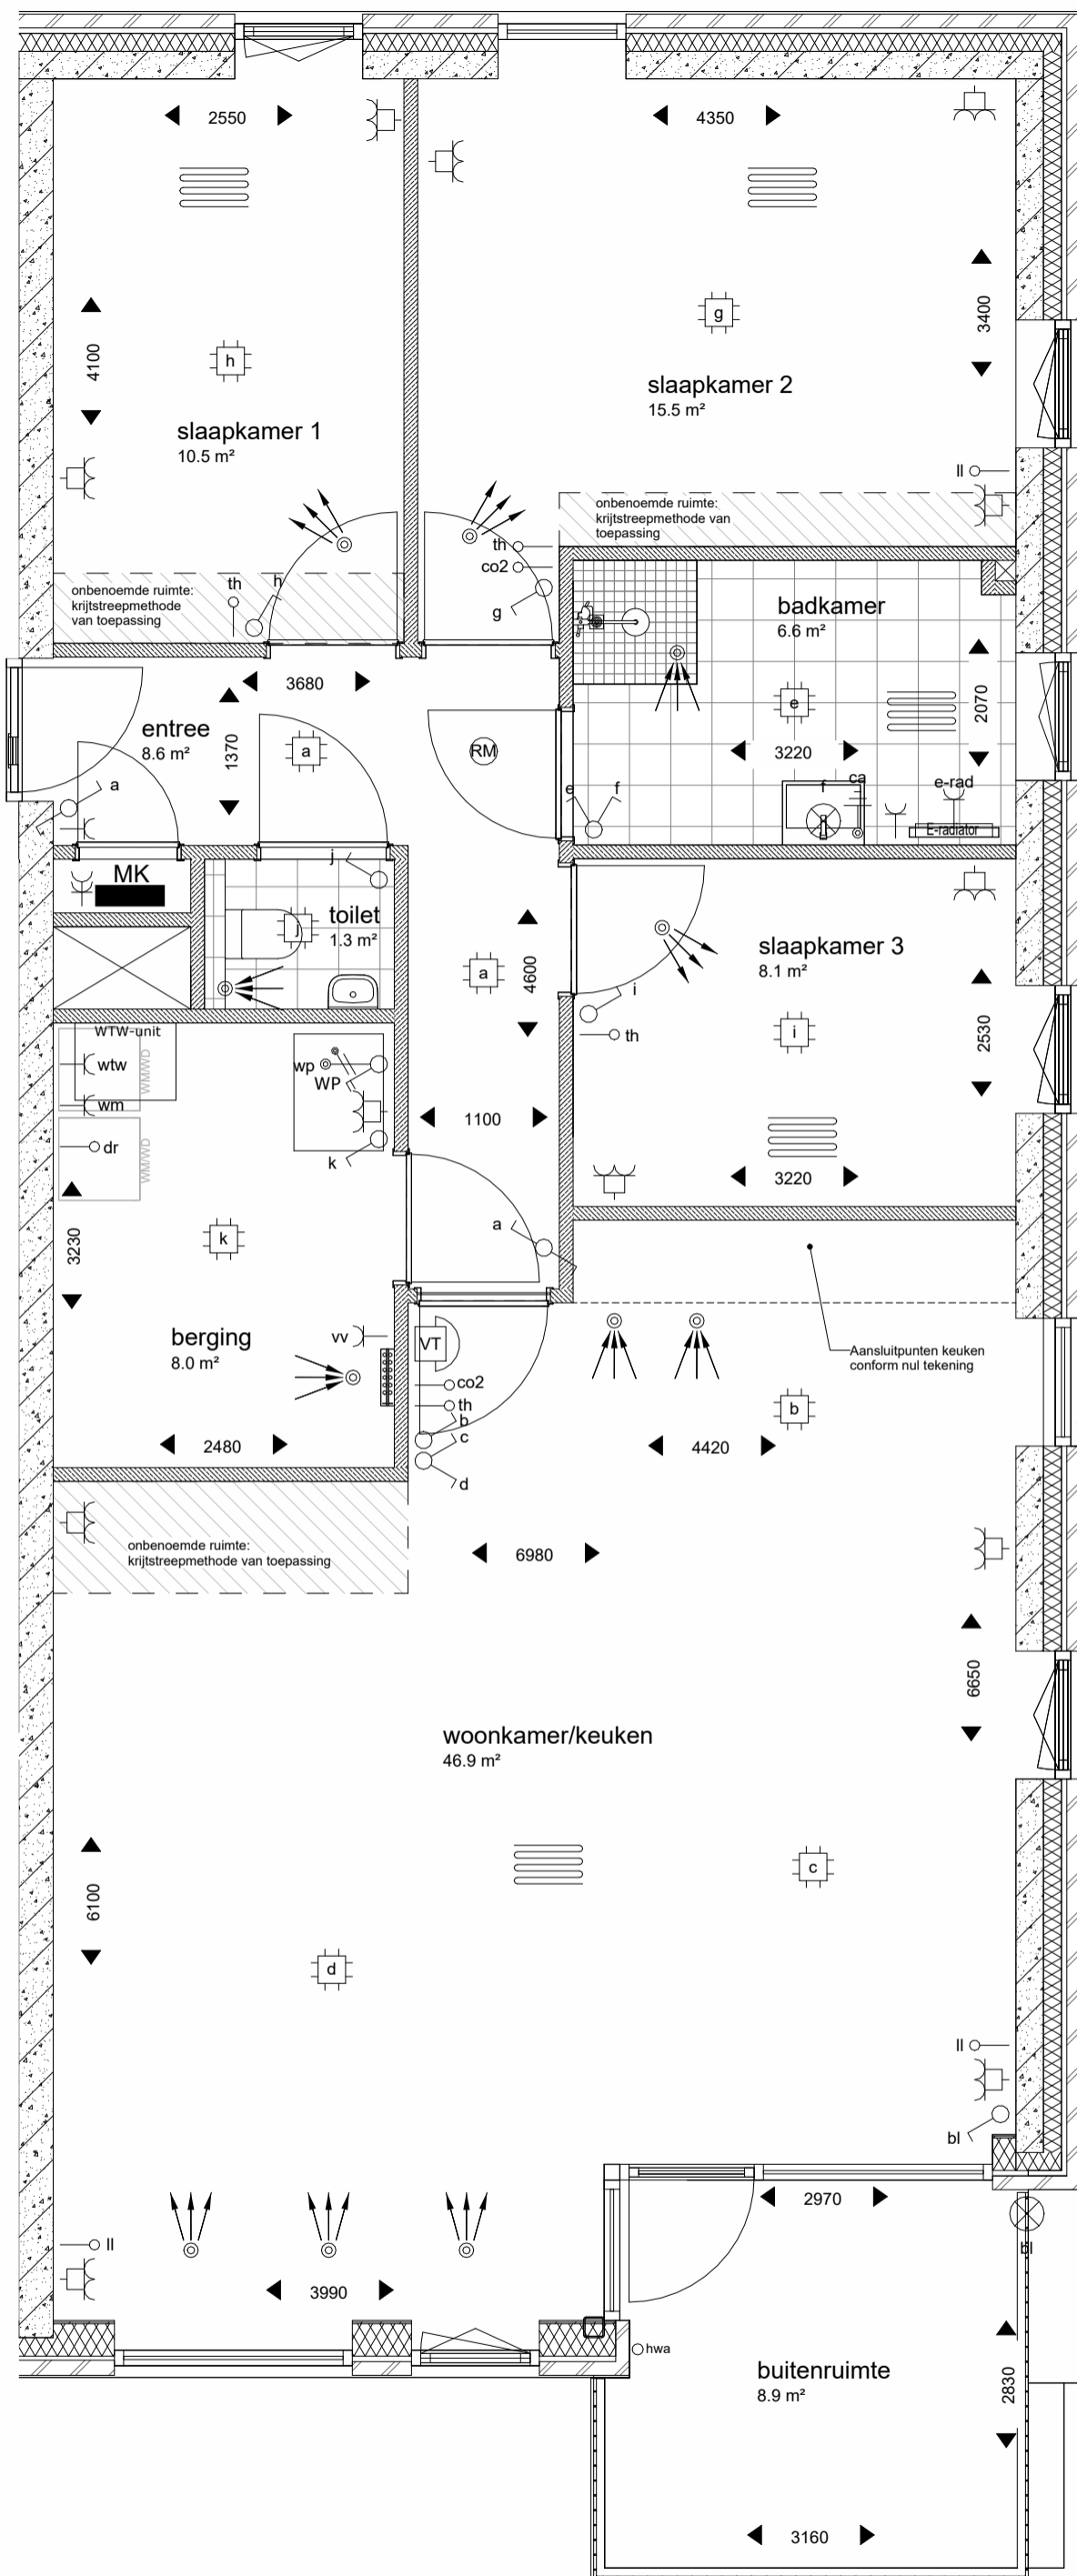 2550
4350
4100
h
slaapkamer 1
10.5 m²
g
slaapkamer 2
15.5 m²
3400
ll
onbenoemde ruimte:
krijtstreepmethode van
toepassing
th
co2
g
onbenoemde ruimte:
krijtstreepmethode
van toepassing
th
h
badkamer
6.6 m²
e
2070
3220
ca
f
e-rad
E-radiator
e
f
3680
entree
8.6 m²
1370
a
RM
a
MK
j
toilet
1.3 m²
j
a
4600
slaapkamer 3
8.1 m²
i
th
i
2530
3220
WTW-unit
wtw
WM/WD
wm
dr
WM/WD
wp
WP
k
1100
3230
k
a
berging
8.0 m²
vv
VT
co2
th
b
c
d
2480
Aansluitpunten keuken
conform nul tekening
b
4420
onbenoemde ruimte:
krijtstreepmethode van toepassing
6980
6650
woonkamer/keuken
46.9 m²
c
6100
d
ll
bl
2970
bl
ll
3990
hwa
buitenruimte
8.9 m²
2830
3160